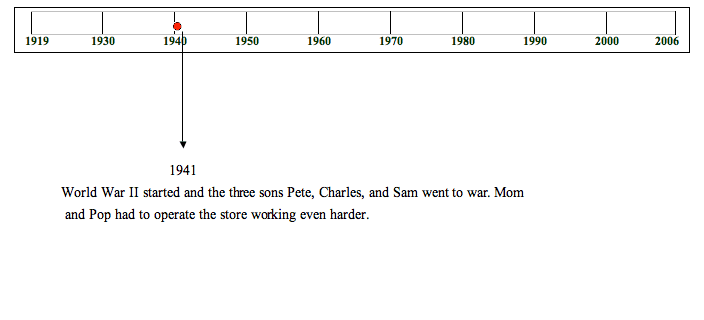 1919 1930 1940 1950 1960 1970 1980 1990 2000 2006
1941
World War II started and the three sons Pete, Charles, and Sam went to war. Mom
and Pop had to operate the store working even harder.